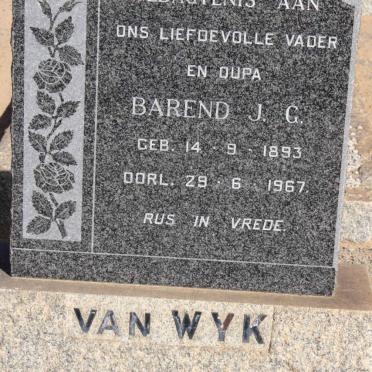 GEDAGTENIS AAN
ONS LIEFDEVOLLE VADER
EN OUPA
BAREND J. G.
GEB. 14 - 9 - 1893
OORL. 29 - 6 - 1967.
RUS IN VREDE.
VAN WYK